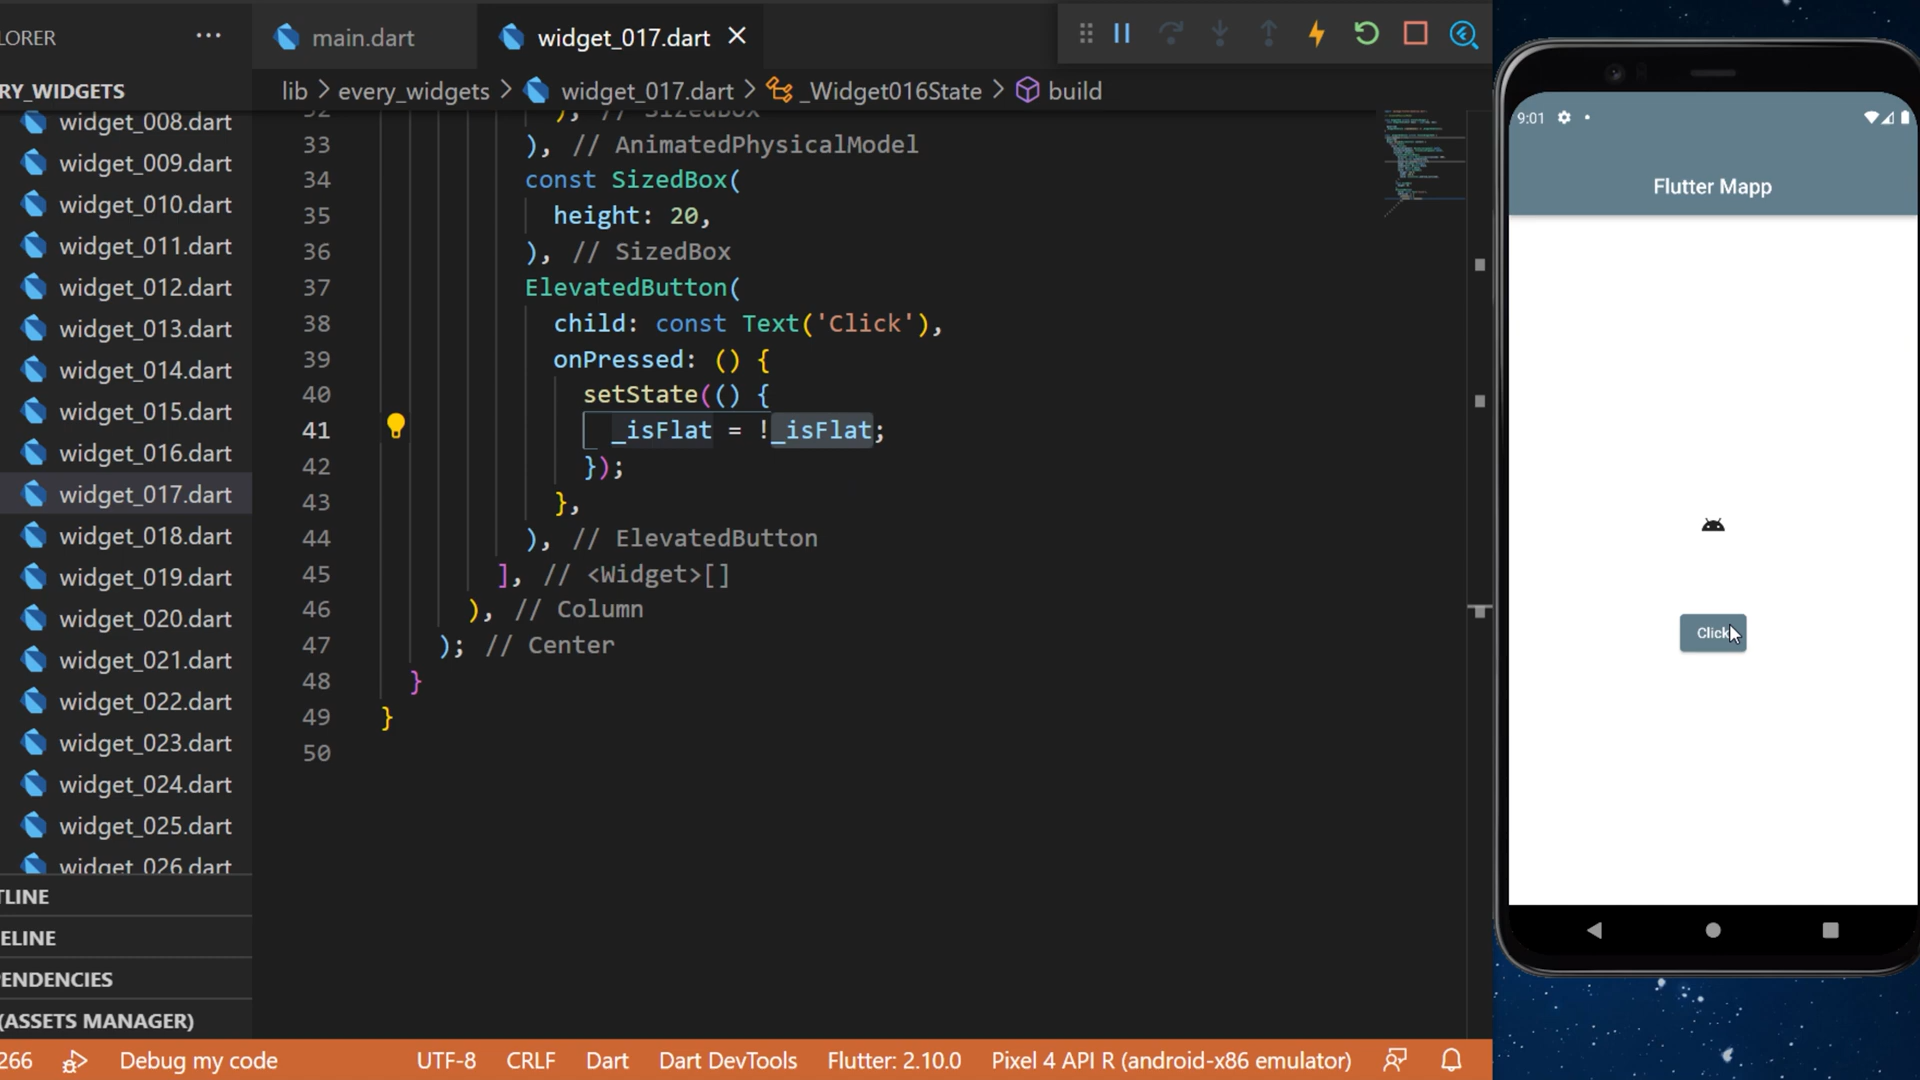 LORER
RY_WIDGETS
widget_008.dart
widget_009.dart
widget_010.dart
widget_011.dart
widget_012.dart
widget_013.dart
widget_014.dart
widget_015.dart
widget_016.dart
widget_017.dart
widget_018.dart
widget_019.dart
widget_020.dart
widget_021.dart
widget_022.dart
widget_023.dart
widget_024.dart
widget_025.dart
widget_026.dart
TLINE
ELINE
PENDENCIES
(ASSETS MANAGER)
main.dart
widget_017.dart
lib > every_widgets > widget_017.dart > _Widget016State > build
32 ), // SizedBox
33 ), // AnimatedPhysicalModel
34 const SizedBox(
35 height: 20,
36 ), // SizedBox
37 ElevatedButton(
38 child: const Text('Click'),
39 onPressed: () {
40 setState(() {
41 _isFlat = !_isFlat;
42 });
43 },
44 ), // ElevatedButton
45 ], // <Widget>[]
46 ), // Column
47 ); // Center
48 }
49 }
50
9:01
Flutter Mapp
Click
266 Debug my code UTF-8 CRLF Dart Dart DevTools Flutter: 2.10.0 Pixel 4 API R (android-x86 emulator)